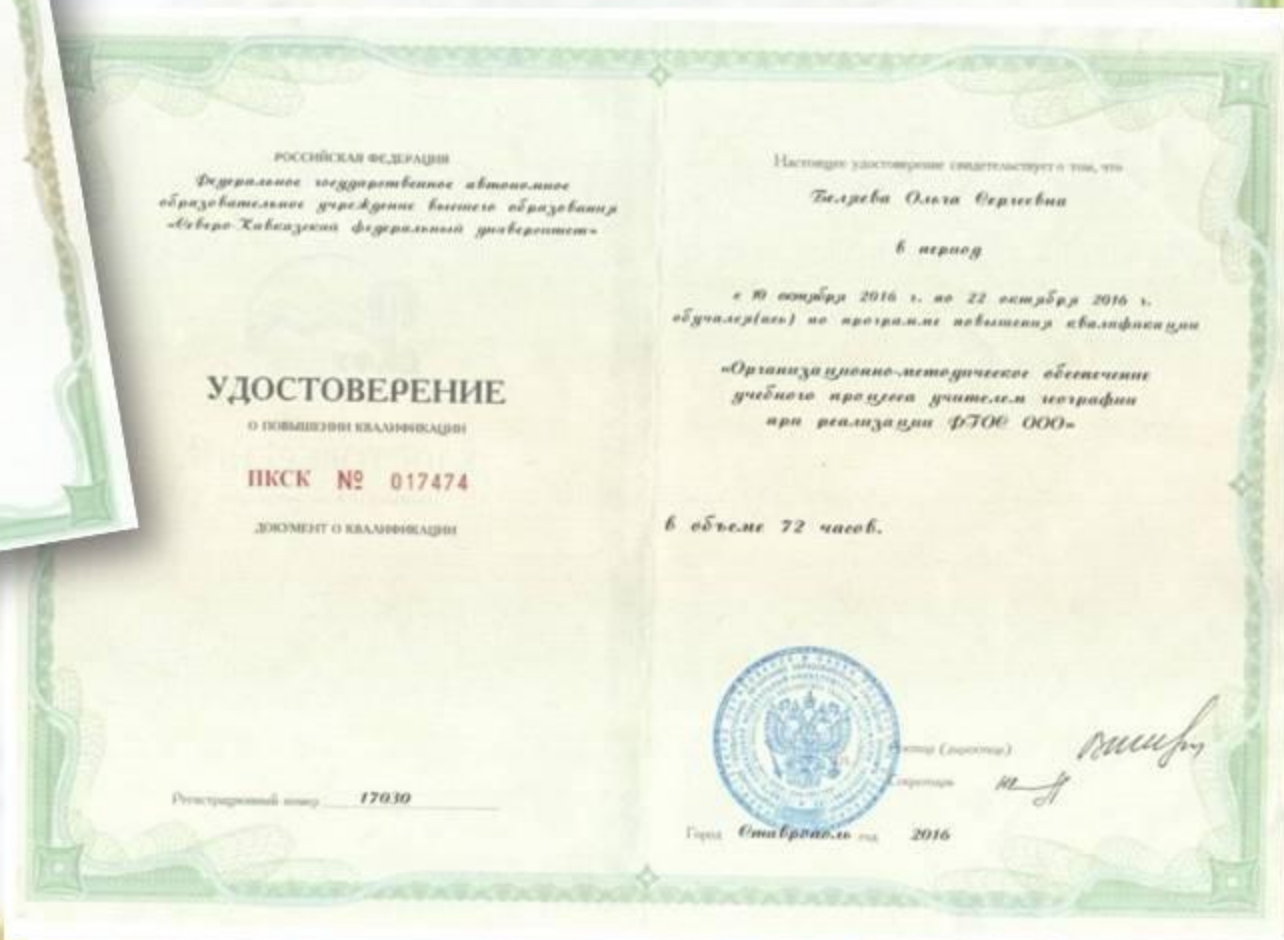 РОССИЙСКАЯ ФЕДЕРАЦИЯ
Федеральное государственное автономное
образовательное учреждение высшего образования
«Северо-Кавказский федеральный университет»
УДОСТОВЕРЕНИЕ
О ПОВЫШЕНИИ КВАЛИФИКАЦИИ
ПКСК № 017474
ДОКУМЕНТ О КВАЛИФИКАЦИИ
Регистрационный номер 17030
Настоящее удостоверение свидетельствует о том, что
Беляева Ольга Сергеевна
в период
с 10 октября 2016 г. по 22 октября 2016 г.
обучался(ась) по программе повышения квалификации
«Организационно-методическое обеспечение
учебного процесса учителем географии
при реализации ФГОС ООО»
в объеме 72 часов.
(директор)
Секретарь
Город Ставрополь год 2016